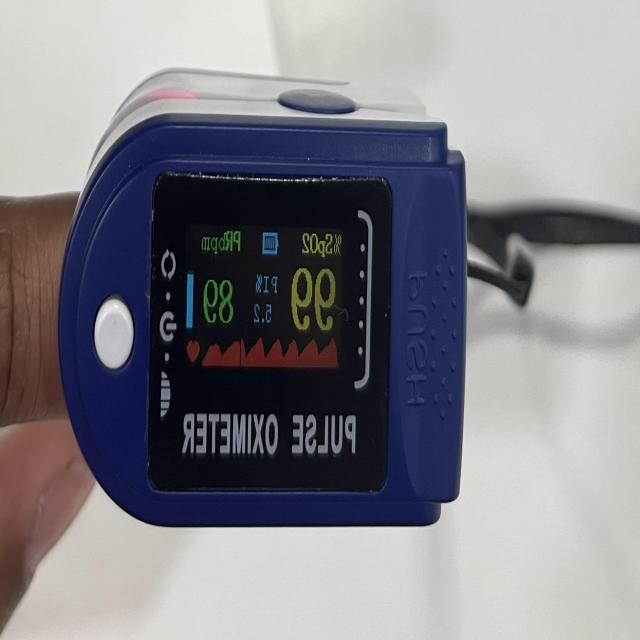 %SpO2 PRbpm
99 PI% 89
5.2
PULSE OXIMETER
PUSH